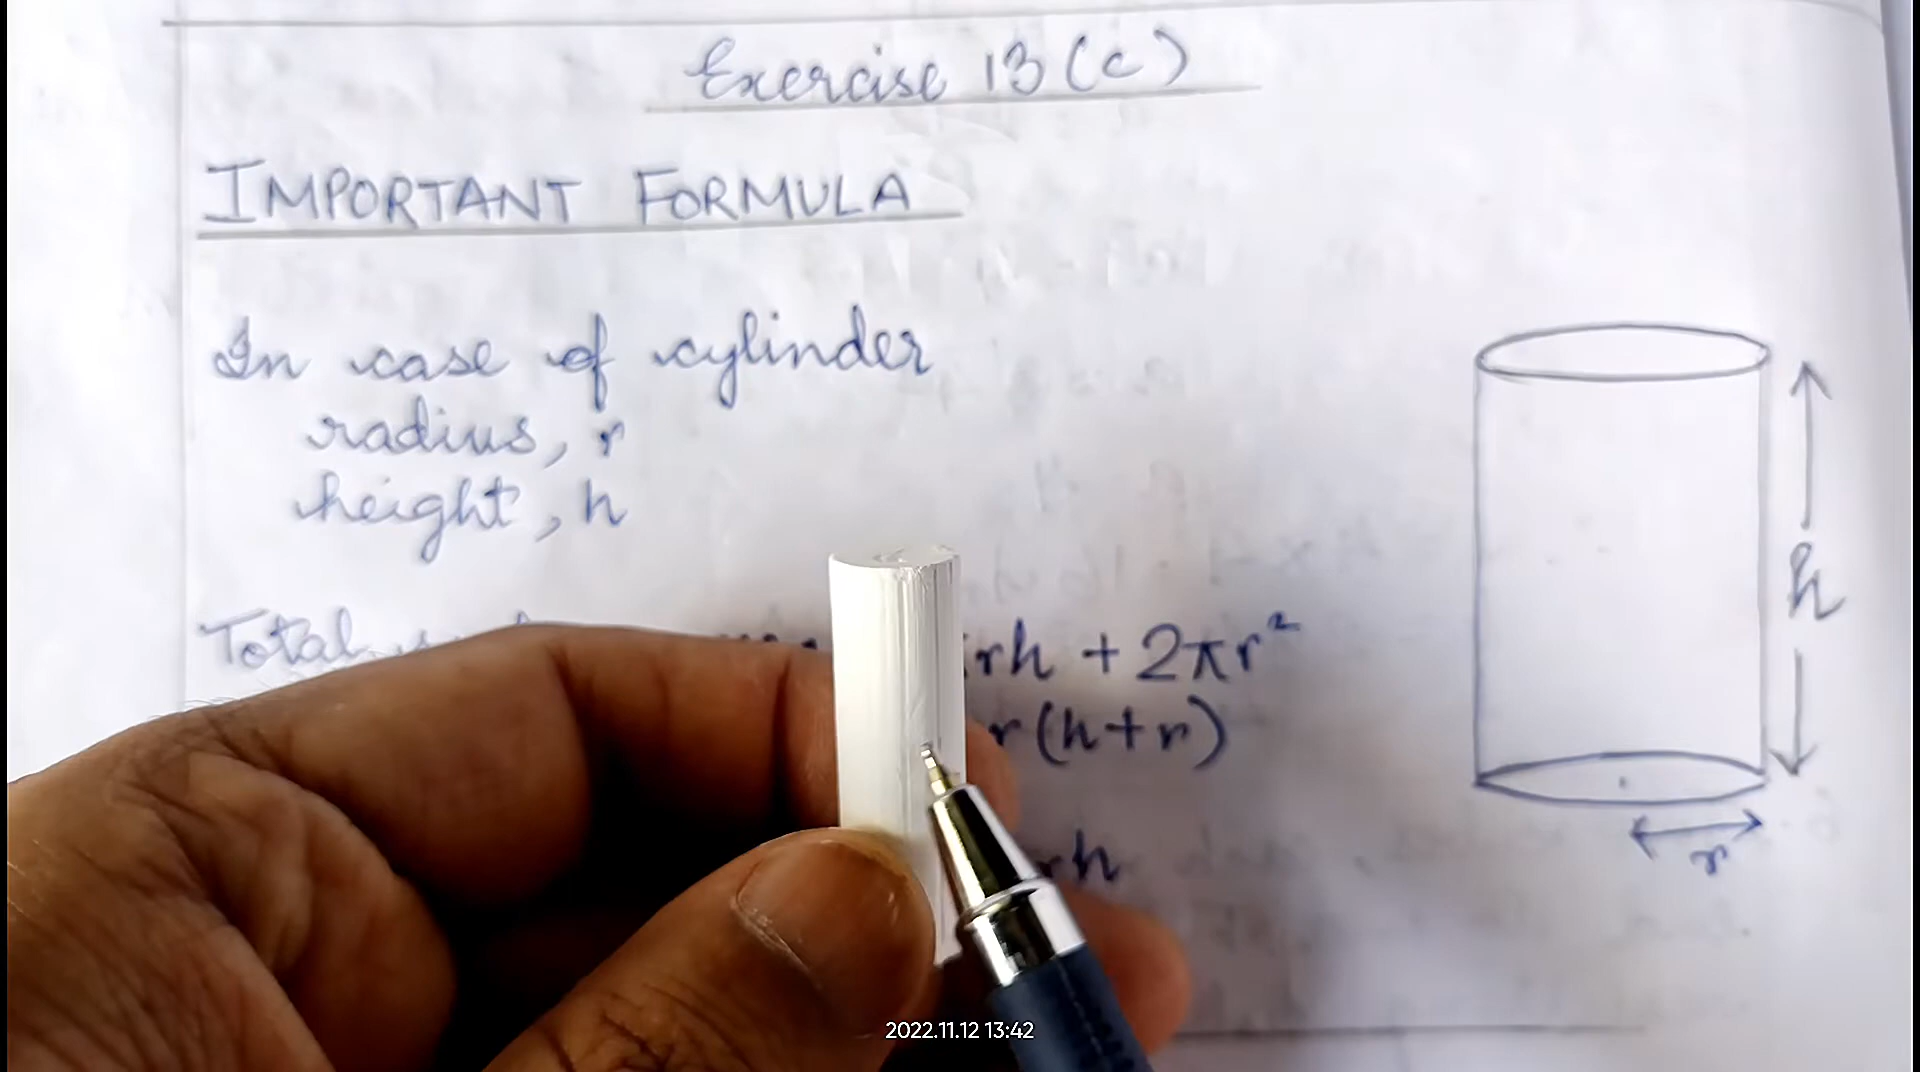 Exercise 13(c)
IMPORTANT FORMULA
In case of cylinder
radius, r
height, h
Total rh + 2πr²
r(h+r)
rh
h
r
2022.11.12 13:42